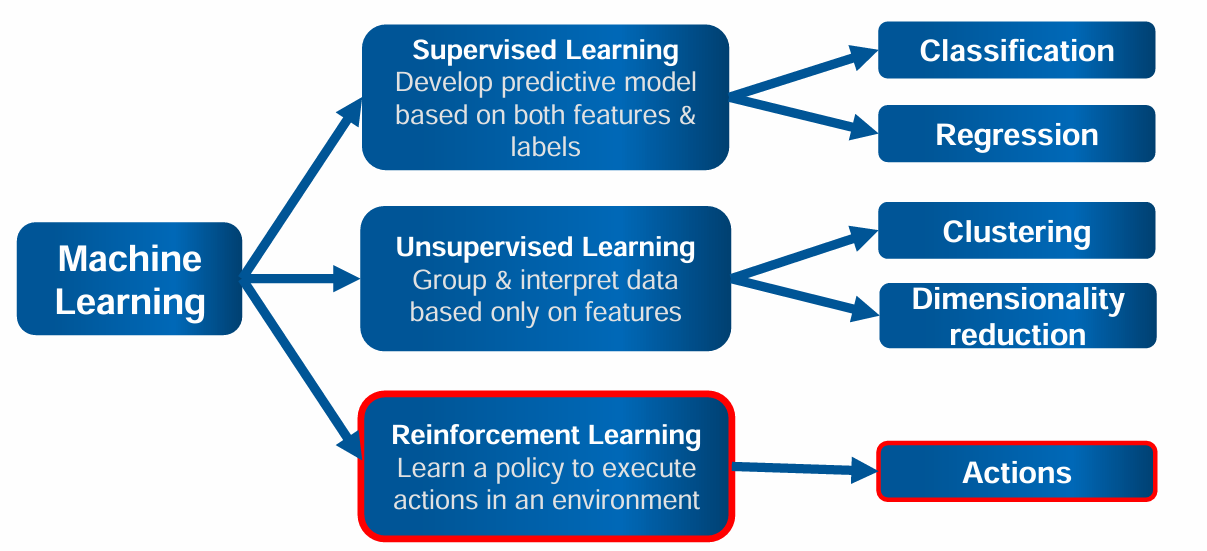 Machine
Learning
Supervised Learning
Develop predictive model
based on both features &
labels
Classification
Regression
Unsupervised Learning
Group & interpret data
based only on features
Clustering
Dimensionality
reduction
Reinforcement Learning
Learn a policy to execute
actions in an environment
Actions